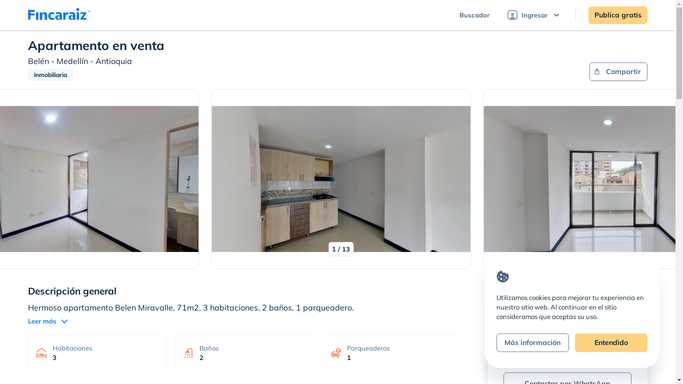 Fincaraiz
Buscador
Ingresar
Publica gratis
Apartamento en venta
Belén - Medellín - Antioquia
Inmobiliaria
Compartir
1 / 13
Descripción general
Hermoso apartamento Belen Miravalle, 71m2, 3 habitaciones, 2 baños, 1 parqueadero.
Leer más
Habitaciones
3
Baños
2
Parqueaderos
1
Utilizamos cookies para mejorar tu experiencia en
nuestro sitio web. Al continuar en el sitio
consideramos que aceptas su uso.
Más información
Entendido
Contactar por WhatsApp